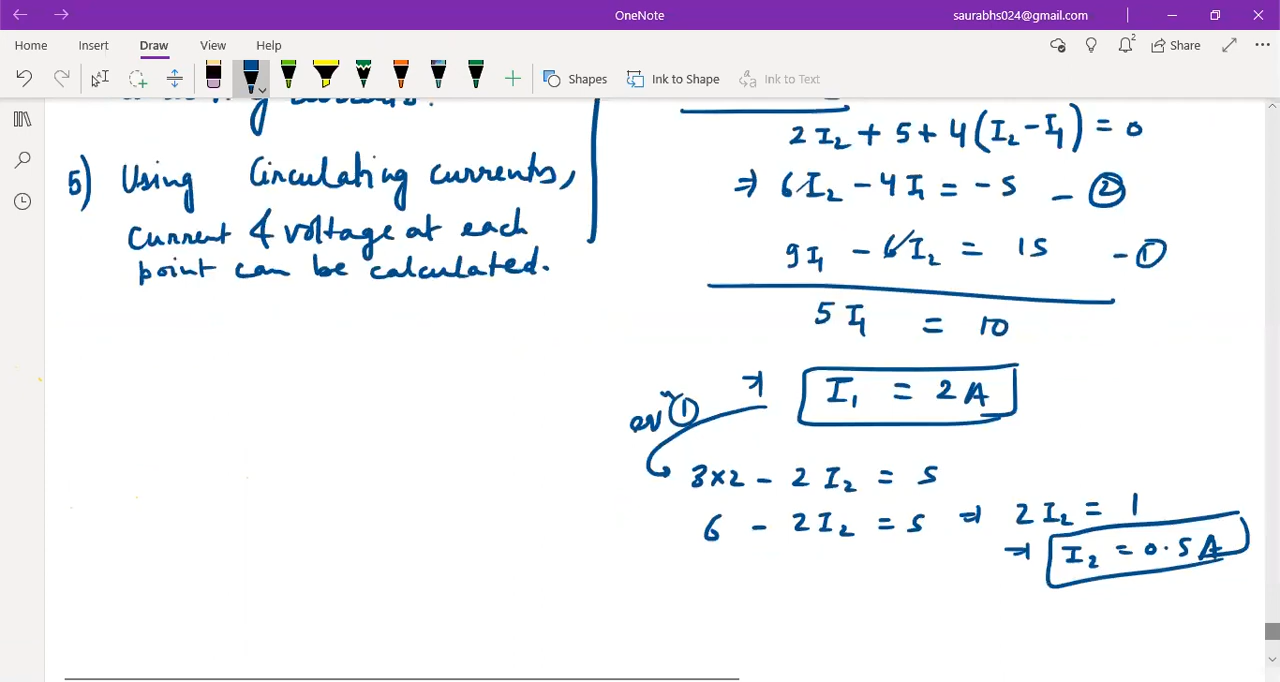 OneNote
saurabhs024@gmail.com
Home Insert Draw View Help
Share
Shapes Ink to Shape Ink to Text
currents.
5) Using Circulating currents,
current & voltage at each
point can be calculated.
2I₂ + 5 + 4(I₂ - I₁) = 0
⇒ 6I₂ - 4I₁ = -5 - ②
9I₁ - 6I₂ = 15 - ①
5I₁ = 10
⇒ I₁ = 2A
eqⁿ ①
3×2 - 2I₂ = 5
6 - 2I₂ = 5 ⇒ 2I₂ = 1
⇒ I₂ = 0.5A